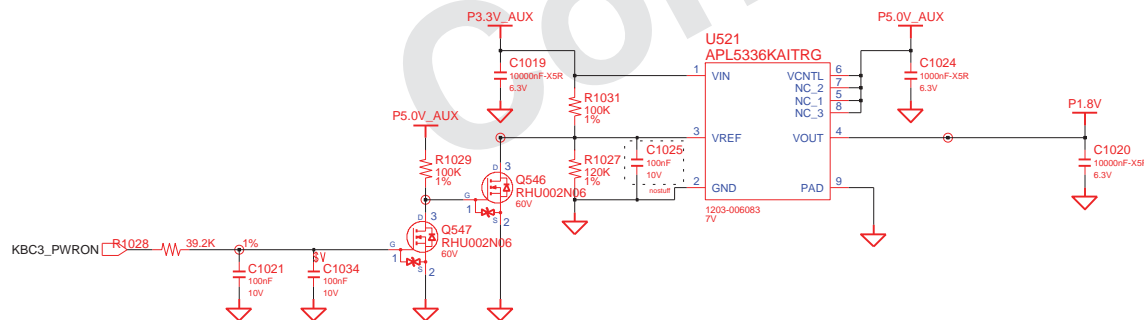 P3.3V_AUX
P5.0V_AUX
U521
APL5336KAITRG
C1019
10000nF-X5R
6.3V
1
VIN
VCNTL
6
NC_2
7
NC_1
5
NC_3
8
C1024
1000nF-X5R
6.3V
R1031
100K
1%
P5.0V_AUX
P1.8V
3
VREF
VOUT
4
R1029
100K
1%
D
3
Q546
RHU002N06
60V
G
1
S
2
R1027
120K
1%
C1025
100nF
10V
nostuff
2
GND
PAD
9
C1020
10000nF-X5R
6.3V
1203-006083
7V
D
3
Q547
RHU002N06
60V
G
1
S
2
KBC3_PWRON
R1028
39.2K
1%
C1021
100nF
10V
C1034
100nF
10V